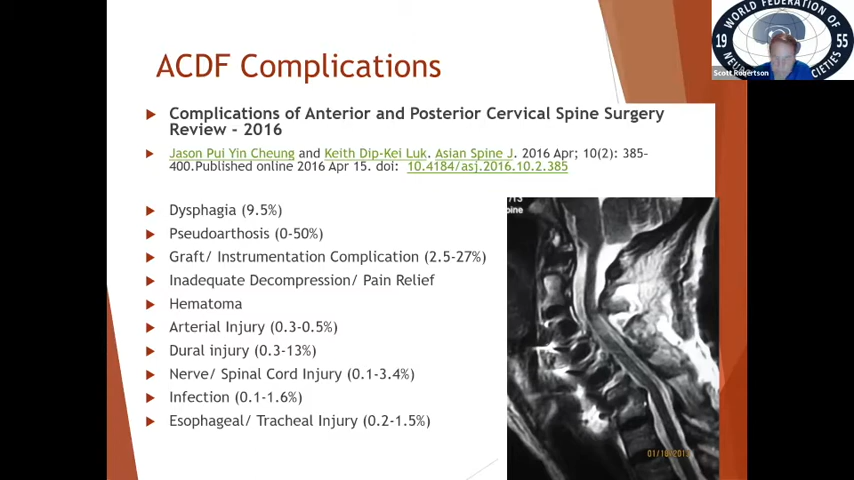 ACDF Complications
WORLD FEDERATION OF
19 55
CIETIES
Scott Robertson
Complications of Anterior and Posterior Cervical Spine Surgery
Review - 2016
Jason Pui Yin Cheung and Keith Dip-Kei Luk. Asian Spine J. 2016 Apr; 10(2): 385–
400.Published online 2016 Apr 15. doi: 10.4184/asj.2016.10.2.385
Dysphagia (9.5%)
Pseudoarthosis (0-50%)
Graft/ Instrumentation Complication (2.5-27%)
Inadequate Decompression/ Pain Relief
Hematoma
Arterial Injury (0.3-0.5%)
Dural injury (0.3-13%)
Nerve/ Spinal Cord Injury (0.1-3.4%)
Infection (0.1-1.6%)
Esophageal/ Tracheal Injury (0.2-1.5%)
/13
pine